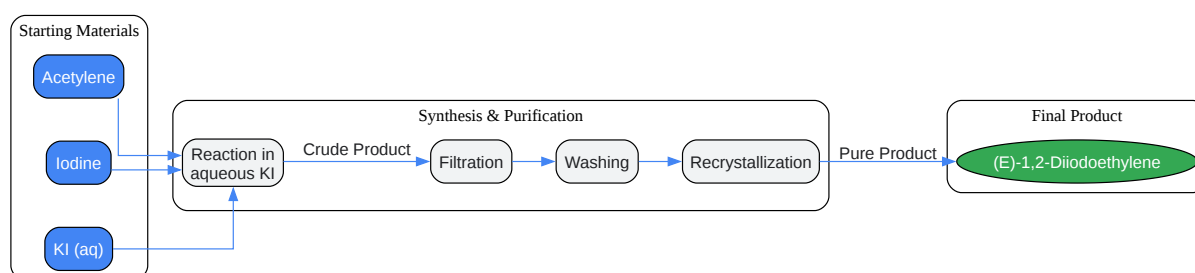 Starting Materials
Acetylene
Iodine
KI (aq)
Synthesis & Purification
Reaction in
aqueous KI
Crude Product
Filtration
Washing
Recrystallization
Pure Product
Final Product
(E)-1,2-Diiodoethylene